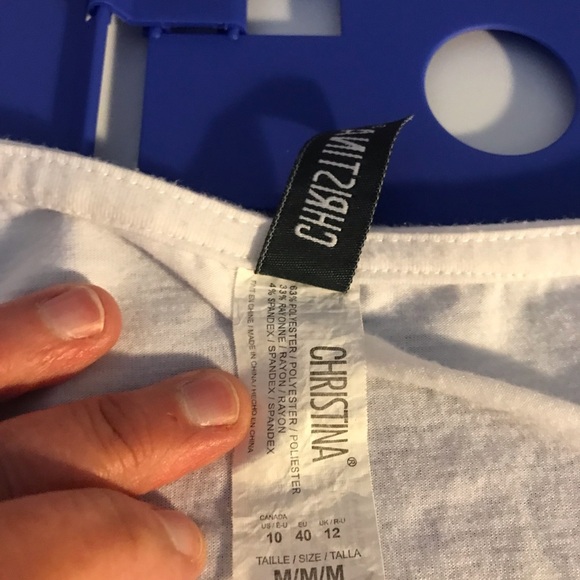 CHRISTINA
CHRISTINA®
63% POLYESTER / POLYESTER / POLIESTER
33% RAYONNE / RAYON / RAYON
4% SPANDEX / SPANDEX / SPANDEX
FAIT EN CHINE / MADE IN CHINA / HECHO EN CHINA
CANADA
US / E-U EU UK / R-U
10 40 12
TAILLE / SIZE / TALLA
M/M/M